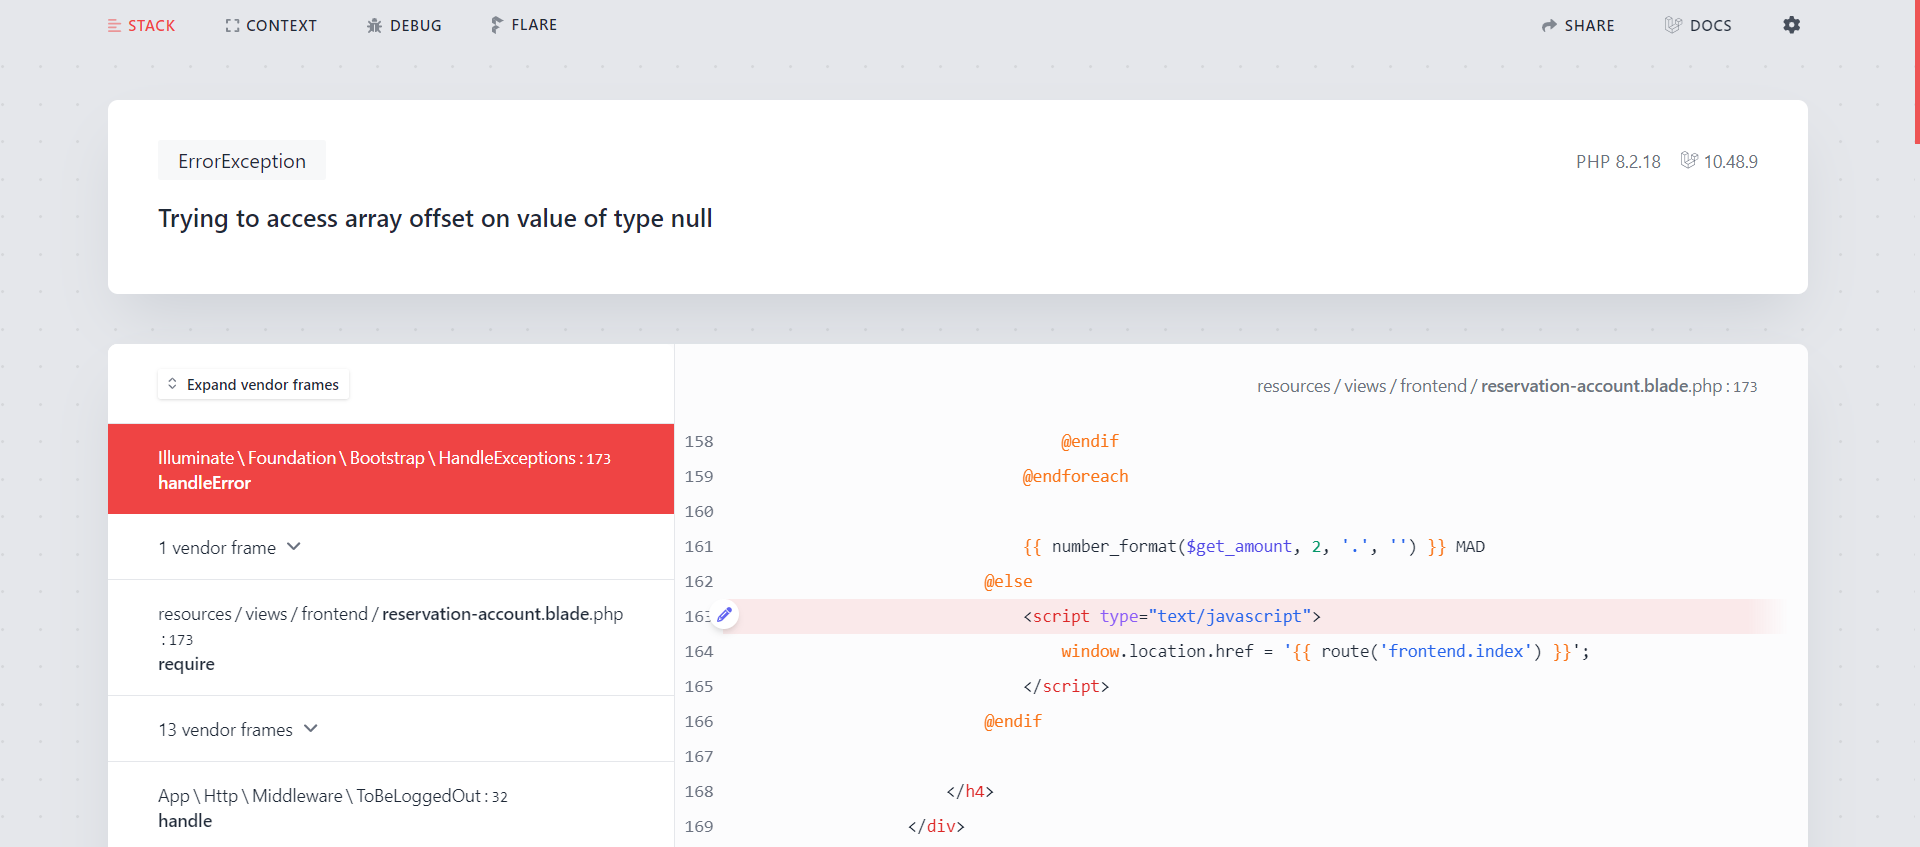 STACK CONTEXT DEBUG FLARE SHARE DOCS
ErrorException
PHP 8.2.18 10.48.9
Trying to access array offset on value of type null
Expand vendor frames
Illuminate\Foundation\Bootstrap\HandleExceptions:173
handleError
1 vendor frame
resources/views/frontend/reservation-account.blade.php
:173
require
13 vendor frames
App\Http\Middleware\ToBeLoggedOut:32
handle
resources/views/frontend/reservation-account.blade.php:173
158 @endif
159 @endforeach
160
161 {{ number_format($get_amount, 2, '.', '') }} MAD
162 @else
163 <script type="text/javascript">
164 window.location.href = '{{ route('frontend.index') }}';
165 </script>
166 @endif
167
168 </h4>
169 </div>